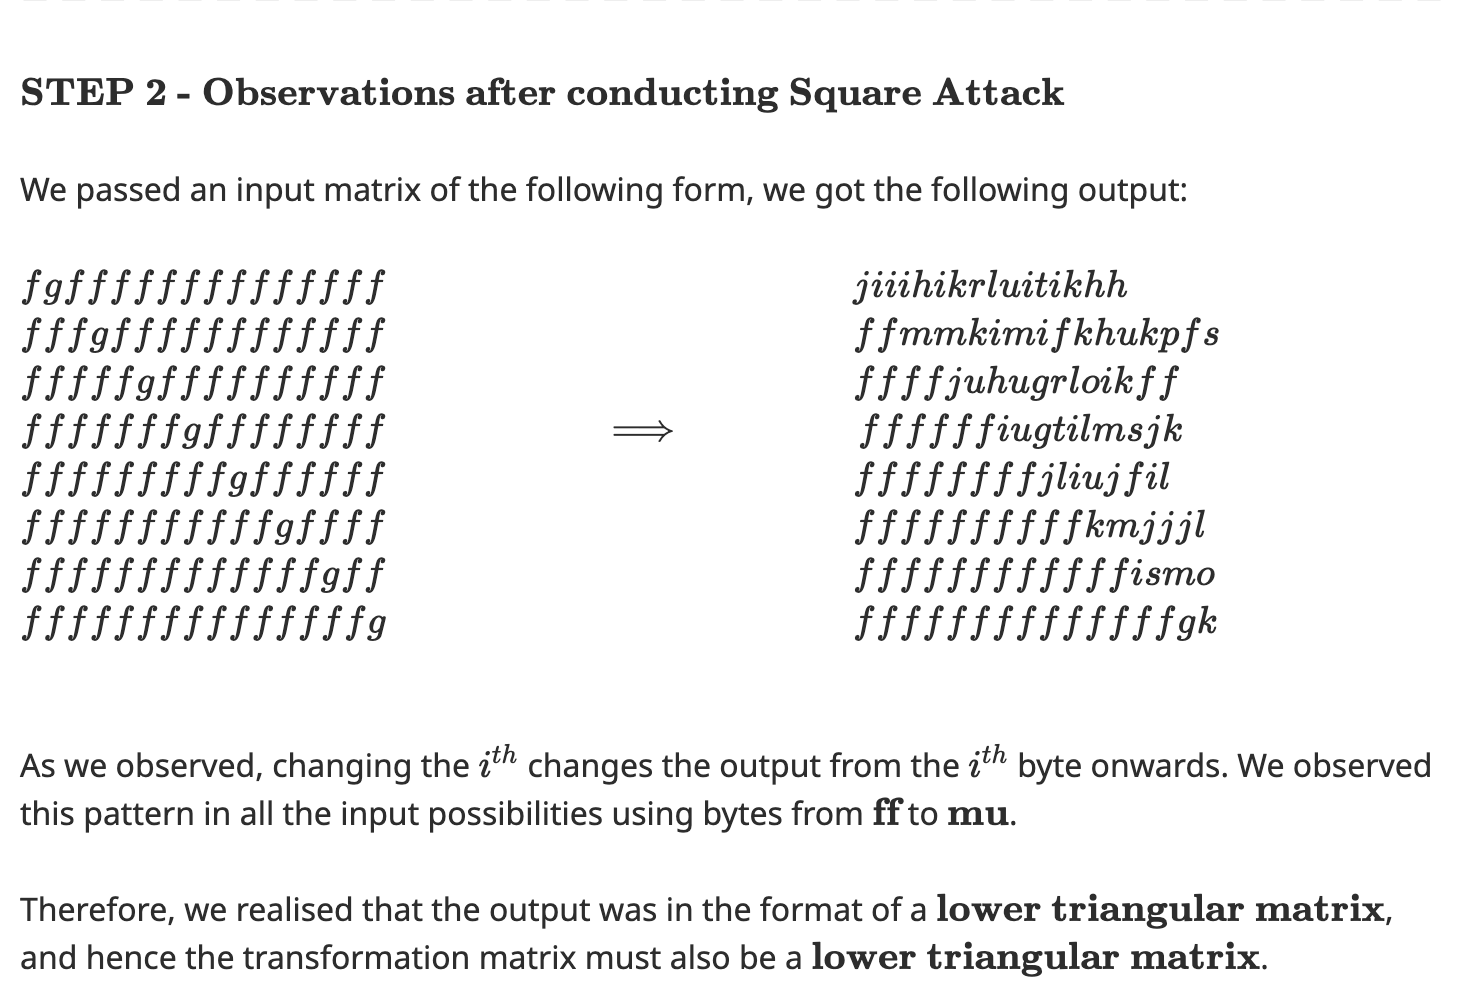 STEP 2 - Observations after conducting Square Attack
We passed an input matrix of the following form, we got the following output:
fgffffffffffffff jiiihikrluitikhh
fffgffffffffffff ffmmkimifkhukpfs
fffffgffffffffff ffffjuhugrloikff
fffffffgffffffff ⟹ ffffffiugtilmsjk
fffffffffgffffff ffffffffjliujfil
fffffffffffgffff ffffffffffkmjjjl
fffffffffffffgff ffffffffffffismo
fffffffffffffffg ffffffffffffffgk
As we observed, changing the iᵗʰ changes the output from the iᵗʰ byte onwards. We observed
this pattern in all the input possibilities using bytes from ff to mu.
Therefore, we realised that the output was in the format of a lower triangular matrix,
and hence the transformation matrix must also be a lower triangular matrix.